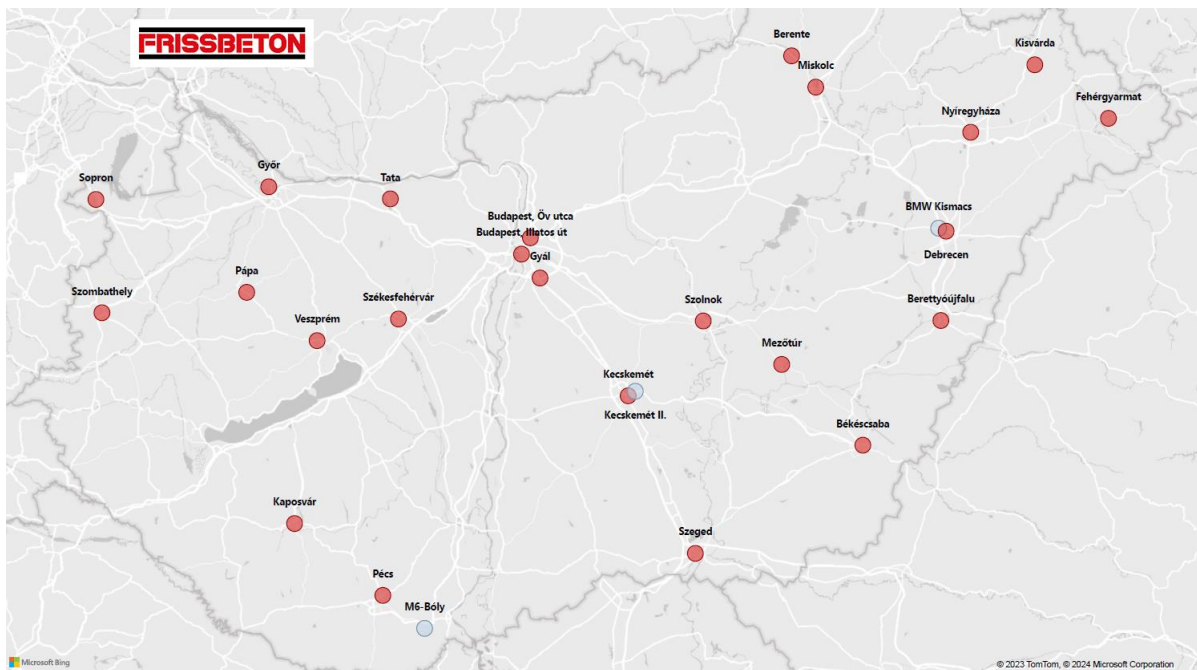 FRISSBETON
Berente
Kisvárda
Miskolc
Fehérgyarmat
Nyíregyháza
Győr
Sopron
Tata
BMW Kismacs
Budapest, Öv utca
Budapest, Illatos út
Gyál
Debrecen
Pápa
Szombathely
Székesfehérvár
Szolnok
Berettyóújfalu
Veszprém
Mezőtúr
Kecskemét
Kecskemét II.
Békéscsaba
Kaposvár
Szeged
Pécs
M6-Bóly
Microsoft Bing
© 2023 TomTom, © 2024 Microsoft Corporation